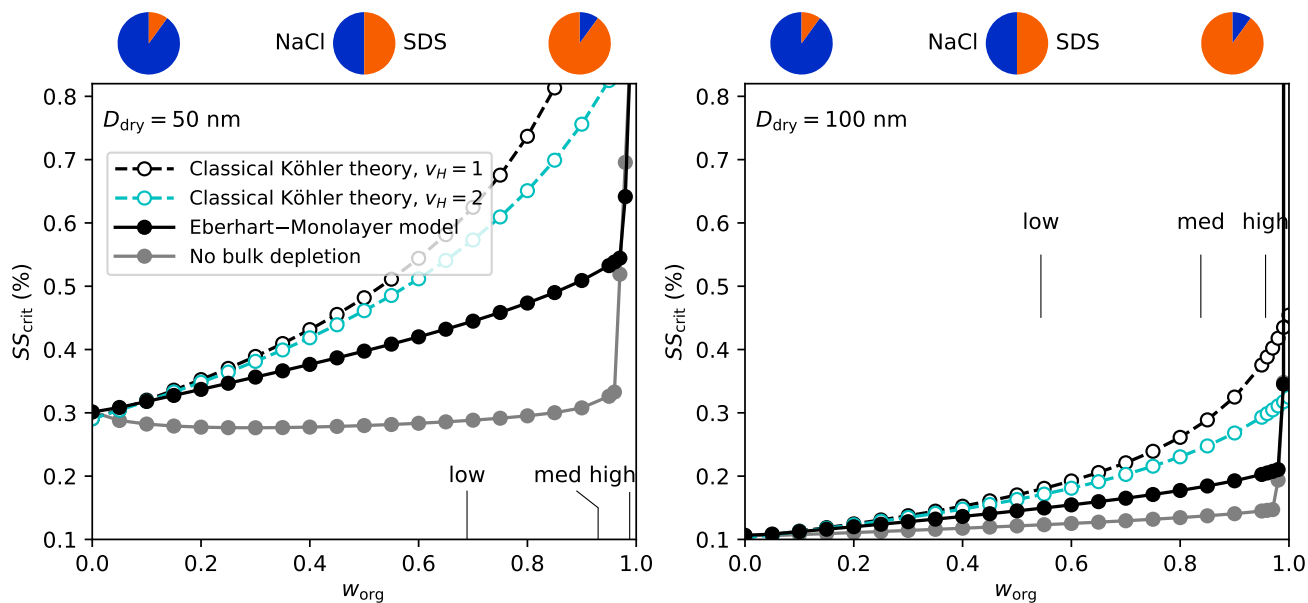 NaCl SDS
NaCl SDS
D_dry = 50 nm
Classical Köhler theory, v_H = 1
Classical Köhler theory, v_H = 2
Eberhart−Monolayer model
No bulk depletion
low med high
0.8
0.7
0.6
0.5
0.4
0.3
0.2
0.1
SS_crit (%)
0.0 0.2 0.4 0.6 0.8 1.0
w_org
D_dry = 100 nm
low med high
0.8
0.7
0.6
0.5
0.4
0.3
0.2
0.1
SS_crit (%)
0.0 0.2 0.4 0.6 0.8 1.0
w_org